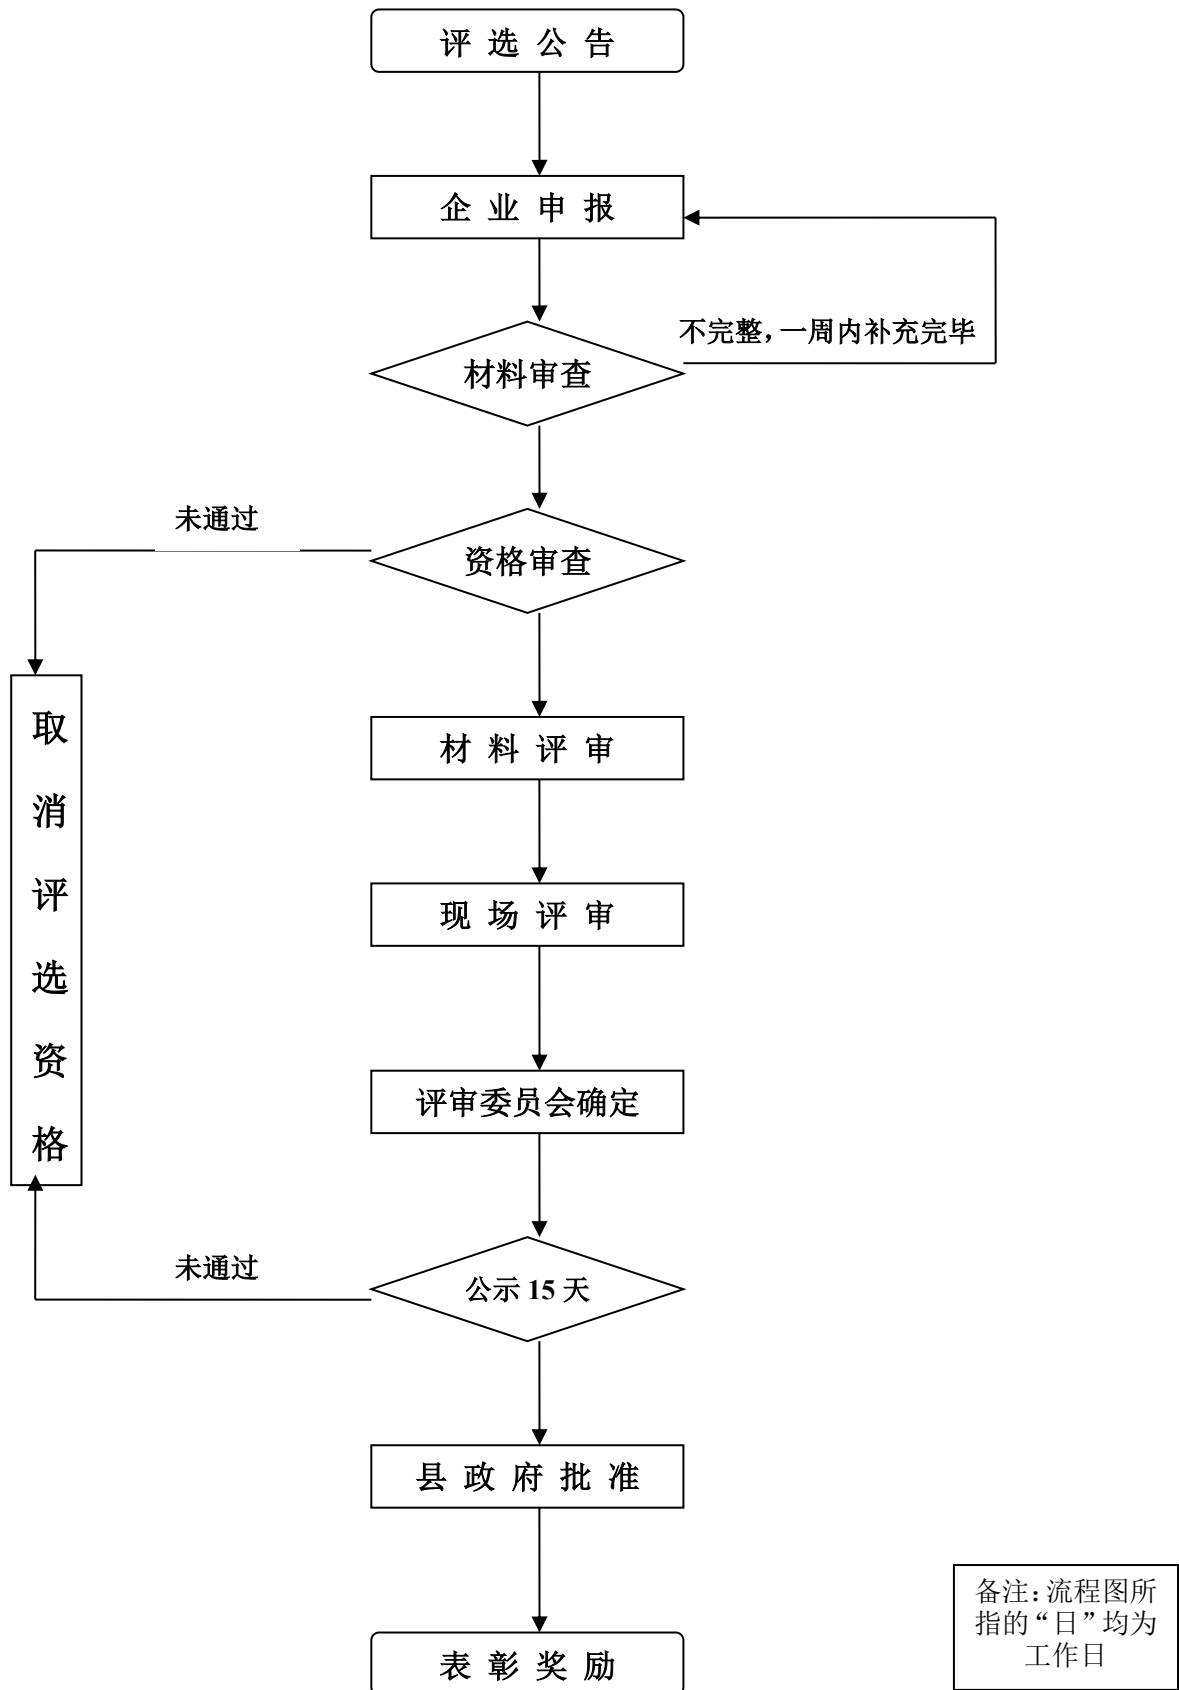 评选公告
企业申报
不完整，一周内补充完毕
材料审查
未通过
资格审查
取消评选资格
材料评审
现场评审
评审委员会确定
未通过
公示 15 天
县政府批准
备注：流程图所
指的“日”均为
工作日
表彰奖励